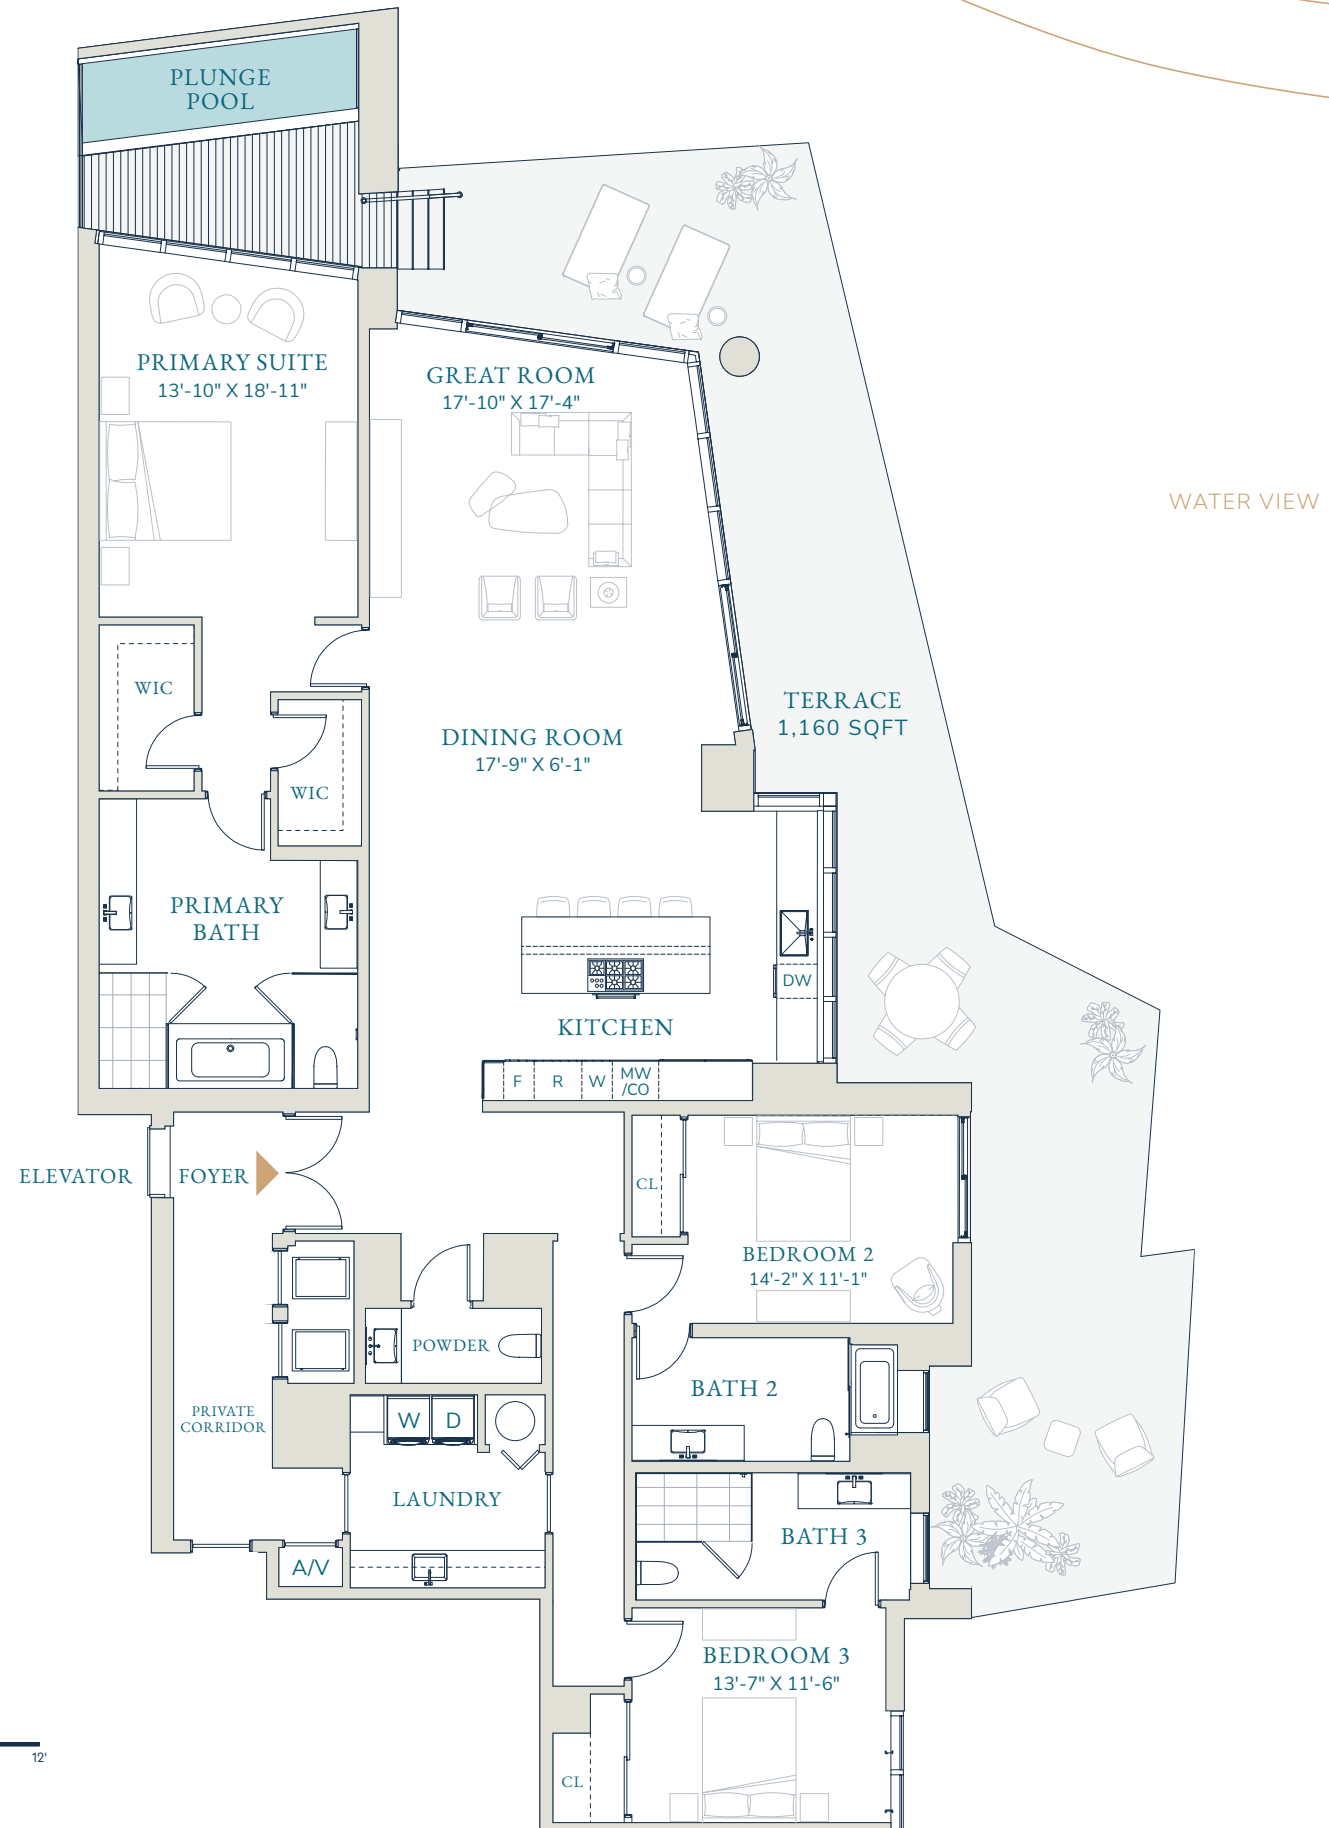 PLUNGE
POOL
PRIMARY SUITE
13'-10" X 18'-11"
GREAT ROOM
17'-10" X 17'-4"
WATER VIEW
WIC
TERRACE
1,160 SQFT
DINING ROOM
17'-9" X 6'-1"
WIC
PRIMARY
BATH
DW
KITCHEN
F
R
W
MW
/CO
ELEVATOR
FOYER
CL
BEDROOM 2
14'-2" X 11'-1"
POWDER
BATH 2
PRIVATE
CORRIDOR
W
D
LAUNDRY
BATH 3
A/V
BEDROOM 3
13'-7" X 11'-6"
12'
CL